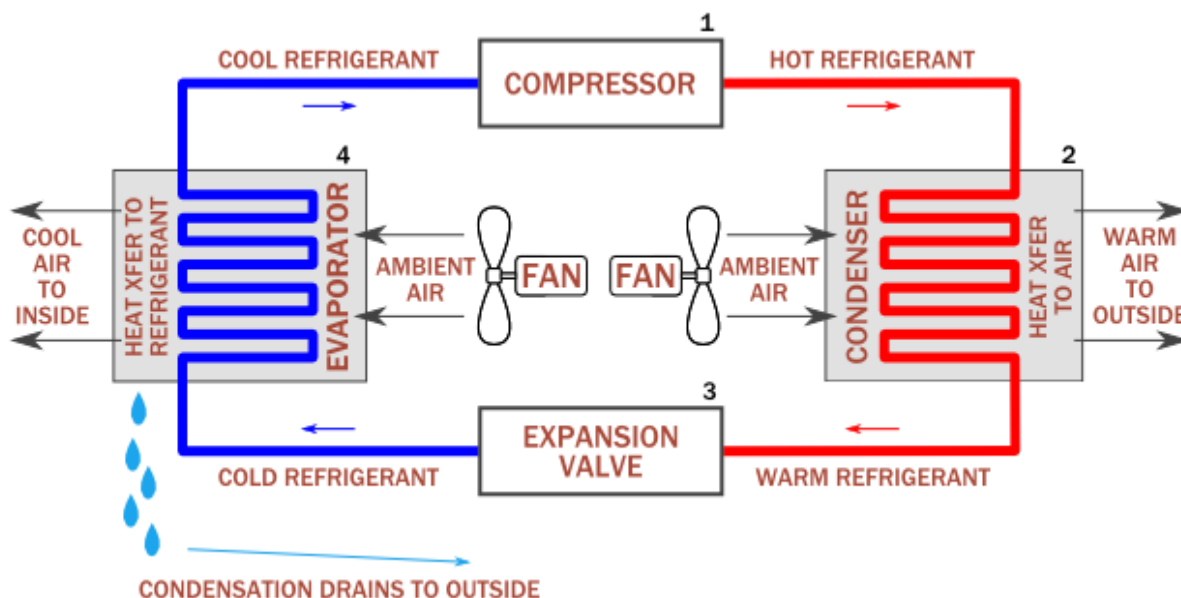 1
COOL REFRIGERANT
COMPRESSOR
HOT REFRIGERANT
4
2
HEAT XFER TO
REFRIGERANT
EVAPORATOR
COOL
AIR
TO
INSIDE
AMBIENT
AIR
FAN
FAN
AMBIENT
AIR
CONDENSER
HEAT XFER
TO AIR
WARM
AIR
TO
OUTSIDE
3
EXPANSION
VALVE
COLD REFRIGERANT
WARM REFRIGERANT
CONDENSATION DRAINS TO OUTSIDE